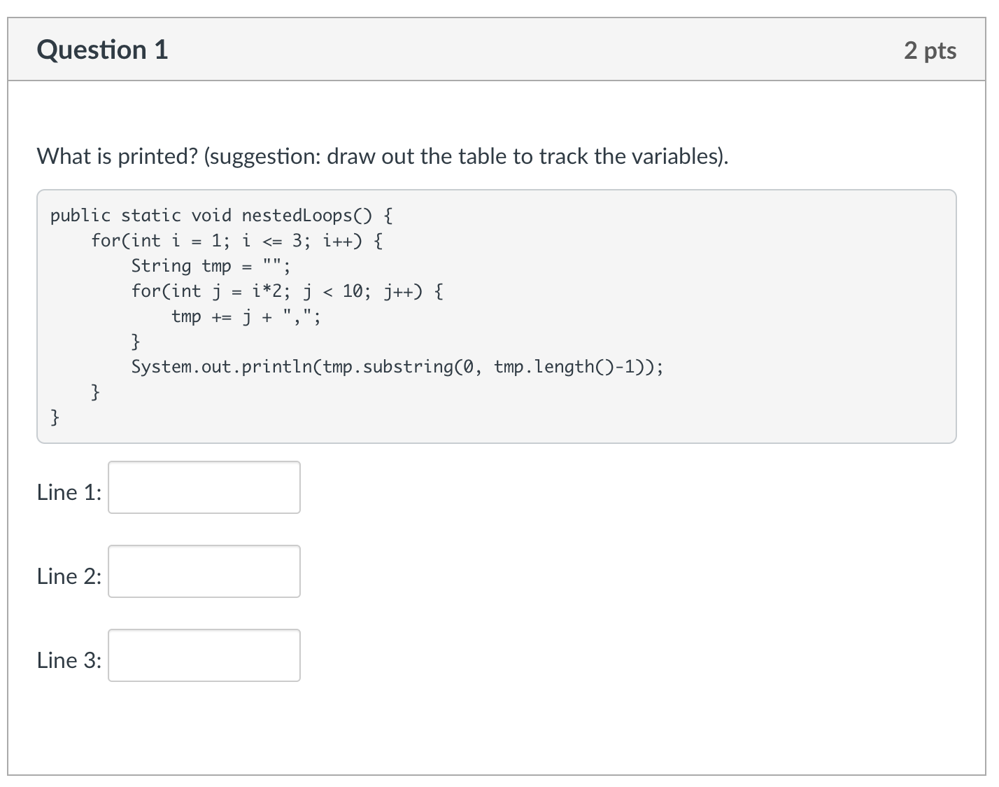 Question 1
2 pts
What is printed? (suggestion: draw out the table to track the variables).
public static void nestedLoops() {
    for(int i = 1; i <= 3; i++) {
        String tmp = "";
        for(int j = i*2; j < 10; j++) {
            tmp += j + ",";
        }
        System.out.println(tmp.substring(0, tmp.length()-1));
    }
}
Line 1:
Line 2:
Line 3: